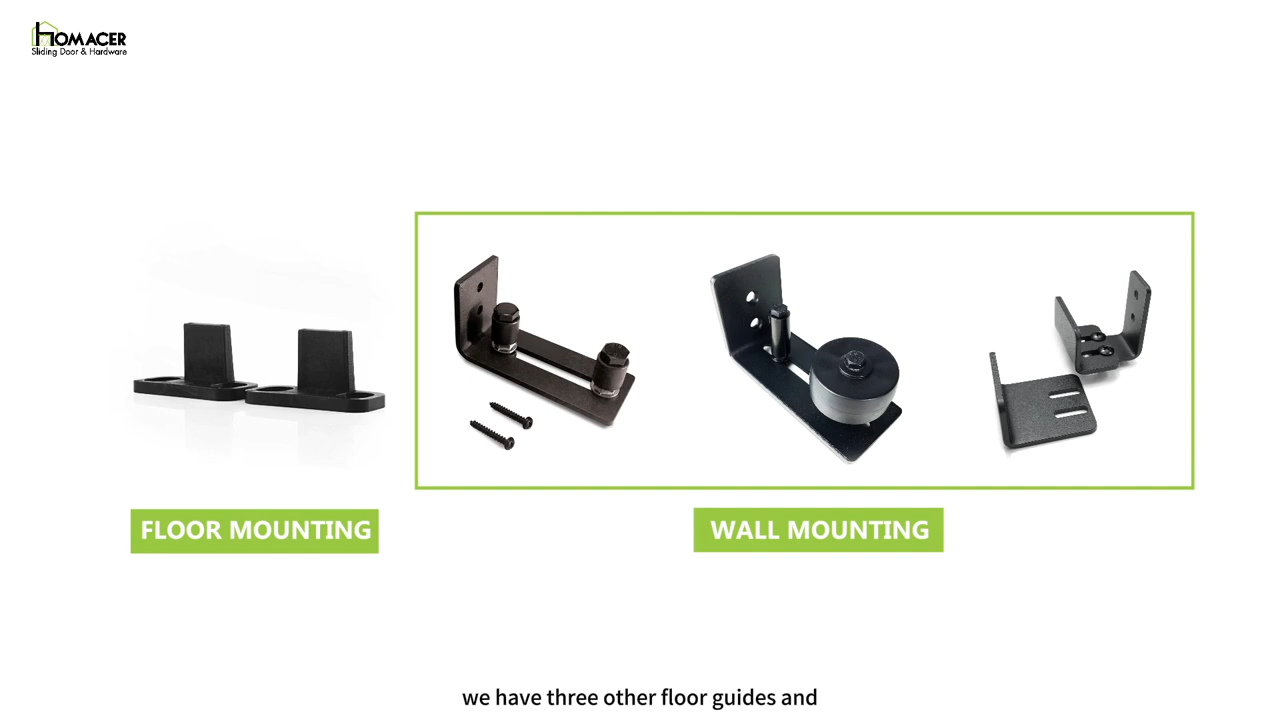 HOMACER
Sliding Door & Hardware
FLOOR MOUNTING
WALL MOUNTING
we have three other floor guides and